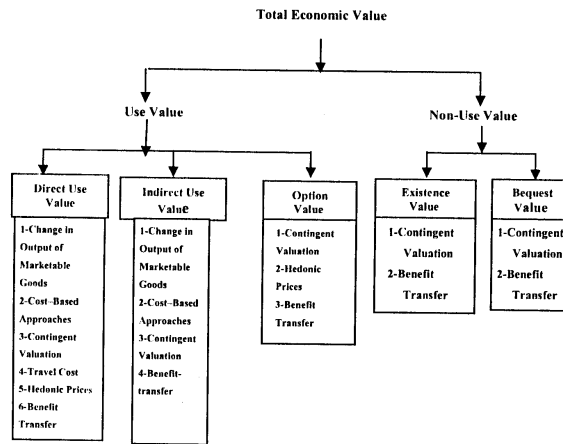 Total Economic Value
Use Value
Non-Use Value
Direct Use
Value
1-Change in
Output of
Marketable
Goods
2-Cost-Based
Approaches
3-Contingent
Valuation
4-Travel Cost
5-Hedonic Prices
6-Benefit
Transfer
Indirect Use
Value
1-Change in
Output of
Marketable
Goods
2-Cost-Based
Approaches
3-Contingent
Valuation
4-Benefit-
transfer
Option
Value
1-Contingent
Valuation
2-Hedonic
Prices
3-Benefit
Transfer
Existence
Value
1-Contingent
Valuation
2-Benefit
Transfer
Bequest
Value
1-Contingent
Valuation
2-Benefit
Transfer